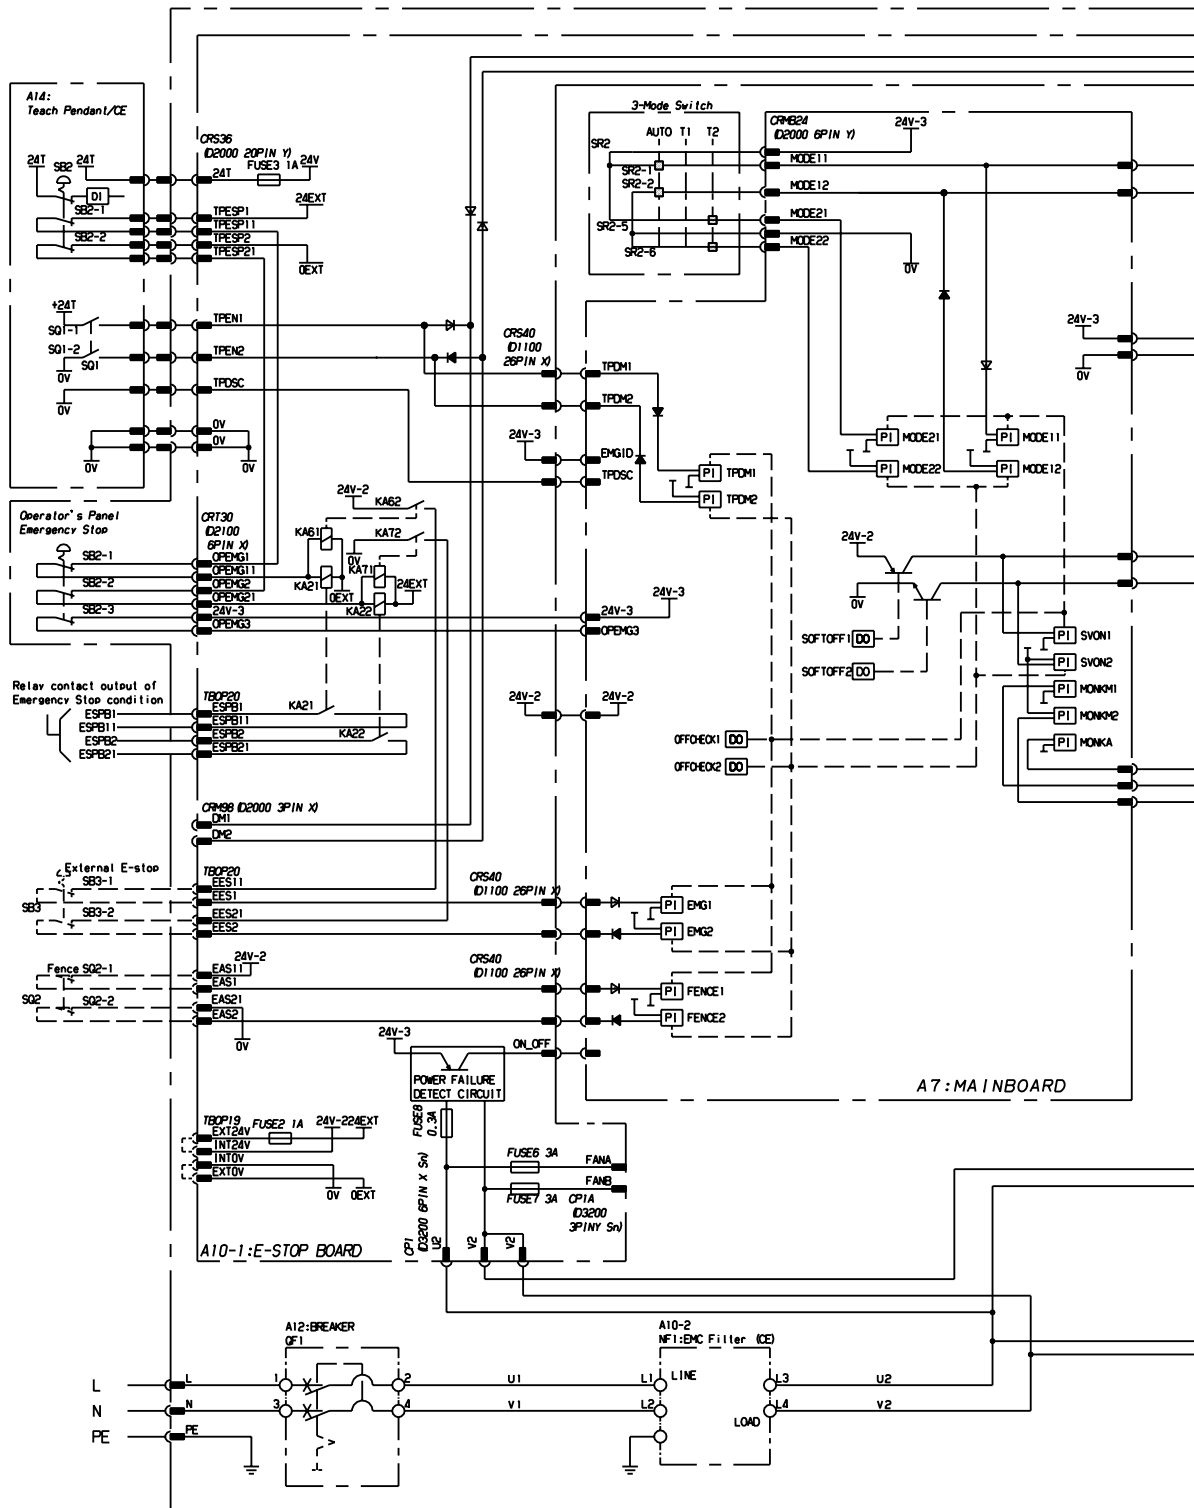 A14:
Teach Pendant/CE
24T
SB2
24T
DI
SB2-1
SB2-2
+24T
SQ1-1
SQ1-2
SQ1
0V
0V
0V
CRS36
(D2000 20PIN Y)
FUSE3 1A
24V
24T
24EXT
TPESP1
TPESP11
TPESP2
TPESP21
0EXT
TPEN1
TPEN2
TPDSC
0V
0V
0V
3-Mode Switch
AUTO T1 T2
SR2
SR2-1
SR2-2
SR2-5
SR2-6
CRMB24
(D2000 6PIN Y)
24V-3
MODE11
MODE12
MODE21
MODE22
0V
24V-3
0V
CRS40
(D1100
26PIN X)
TPDM1
TPDM2
24V-3
EMGID
TPDSC
PI TPDM1
PI TPDM2
PI MODE21
PI MODE22
PI MODE11
PI MODE12
Operator's Panel
Emergency Stop
SB2-1
SB2-2
SB2-3
CRT30
(D2100
6PIN X)
OPEMG1
OPEMG11
OPEMG2
OPEMG21
24V-3
OPEMG3
24V-2
KA62
KA61
KA72
0V
KA71
KA21
0EXT
24EXT
KA22
24V-3
24V-3
OPEMG3
24V-2
0V
SOFTOFF1 DO
SOFTOFF2 DO
PI SVON1
PI SVON2
PI MONKM1
PI MONKM2
PI MONKA
Relay contact output of
Emergency Stop condition
ESPB1
ESPB11
ESPB2
ESPB21
TBOP20
ESPB1
ESPB11
ESPB2
ESPB21
KA21
KA22
24V-2
24V-2
OFFCHECK1 DO
OFFCHECK2 DO
CRM98 (D2000 3PIN X)
DM1
DM2
External E-stop
SB3-1
SB3
SB3-2
TBOP20
EES11
EES1
EES21
EES2
CRS40
(D1100 26PIN X)
PI EMG1
PI EMG2
Fence SQ2-1
SQ2
SQ2-2
EAS11
EAS1
EAS21
EAS2
24V-2
0V
CRS40
(D1100 26PIN X)
PI FENCE1
PI FENCE2
24V-3
ON_OFF
POWER FAILURE
DETECT CIRCUIT
A7:MAINBOARD
FUSE8
0.3A
TBOP19
EXT24V
INT24V
INT0V
EXT0V
FUSE2 1A
24V-2
24EXT
0V
0EXT
FUSE6 3A
FANA
FANB
FUSE7 3A
CP1A
(D3200
3PINY Sn)
CP1
(D3200 6PIN X Sn)
U2
V2
V2
A10-1:E-STOP BOARD
A12:BREAKER
QF1
A10-2
NF1:EMC Filter (CE)
L
L
1
2
U1
L1
LINE
L3
U2
N
N
3
4
V1
L2
LOAD
L4
V2
PE
PE